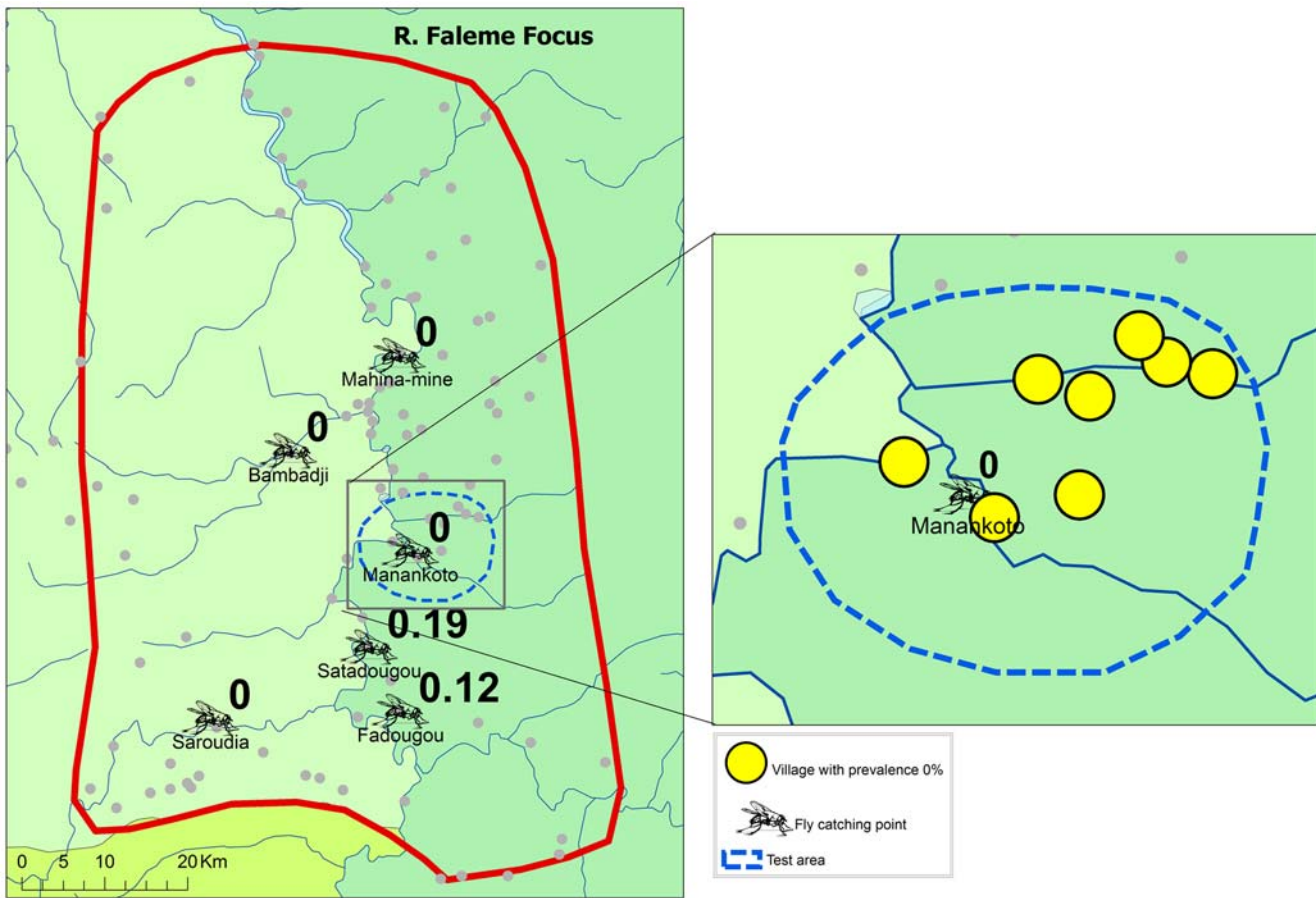 R. Faleme Focus
0
Mahina-mine
0
Bambadji
0
Manankoto
0.19
Satadougou
0.12
Fadougou
0
Saroudia
0 5 10 20 Km
0
Manankoto
Village with prevalence 0%
Fly catching point
Test area